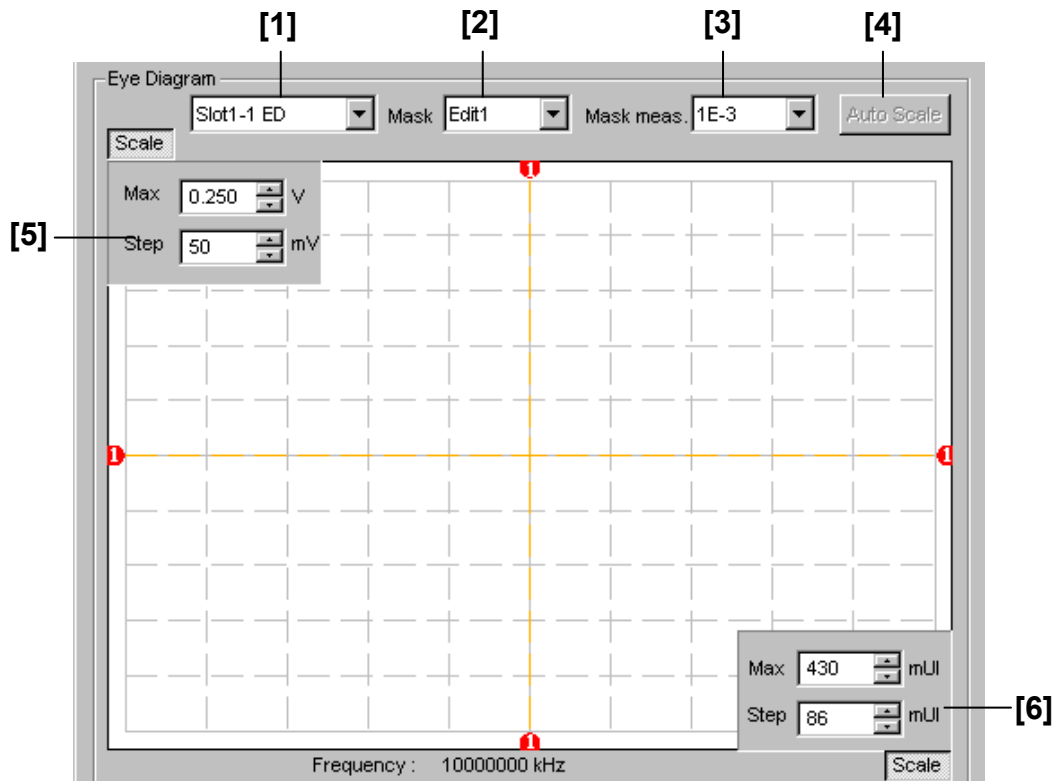 [1] [2] [3] [4]
Eye Diagram
Slot1-1 ED Mask Edit1 Mask meas. 1E-3 Auto Scale
Scale
1
Max 0.250 V
[5] Step 50 mV
1 1
Max 430 mUI
Step 86 mUI [6]
1
Frequency : 10000000 kHz Scale